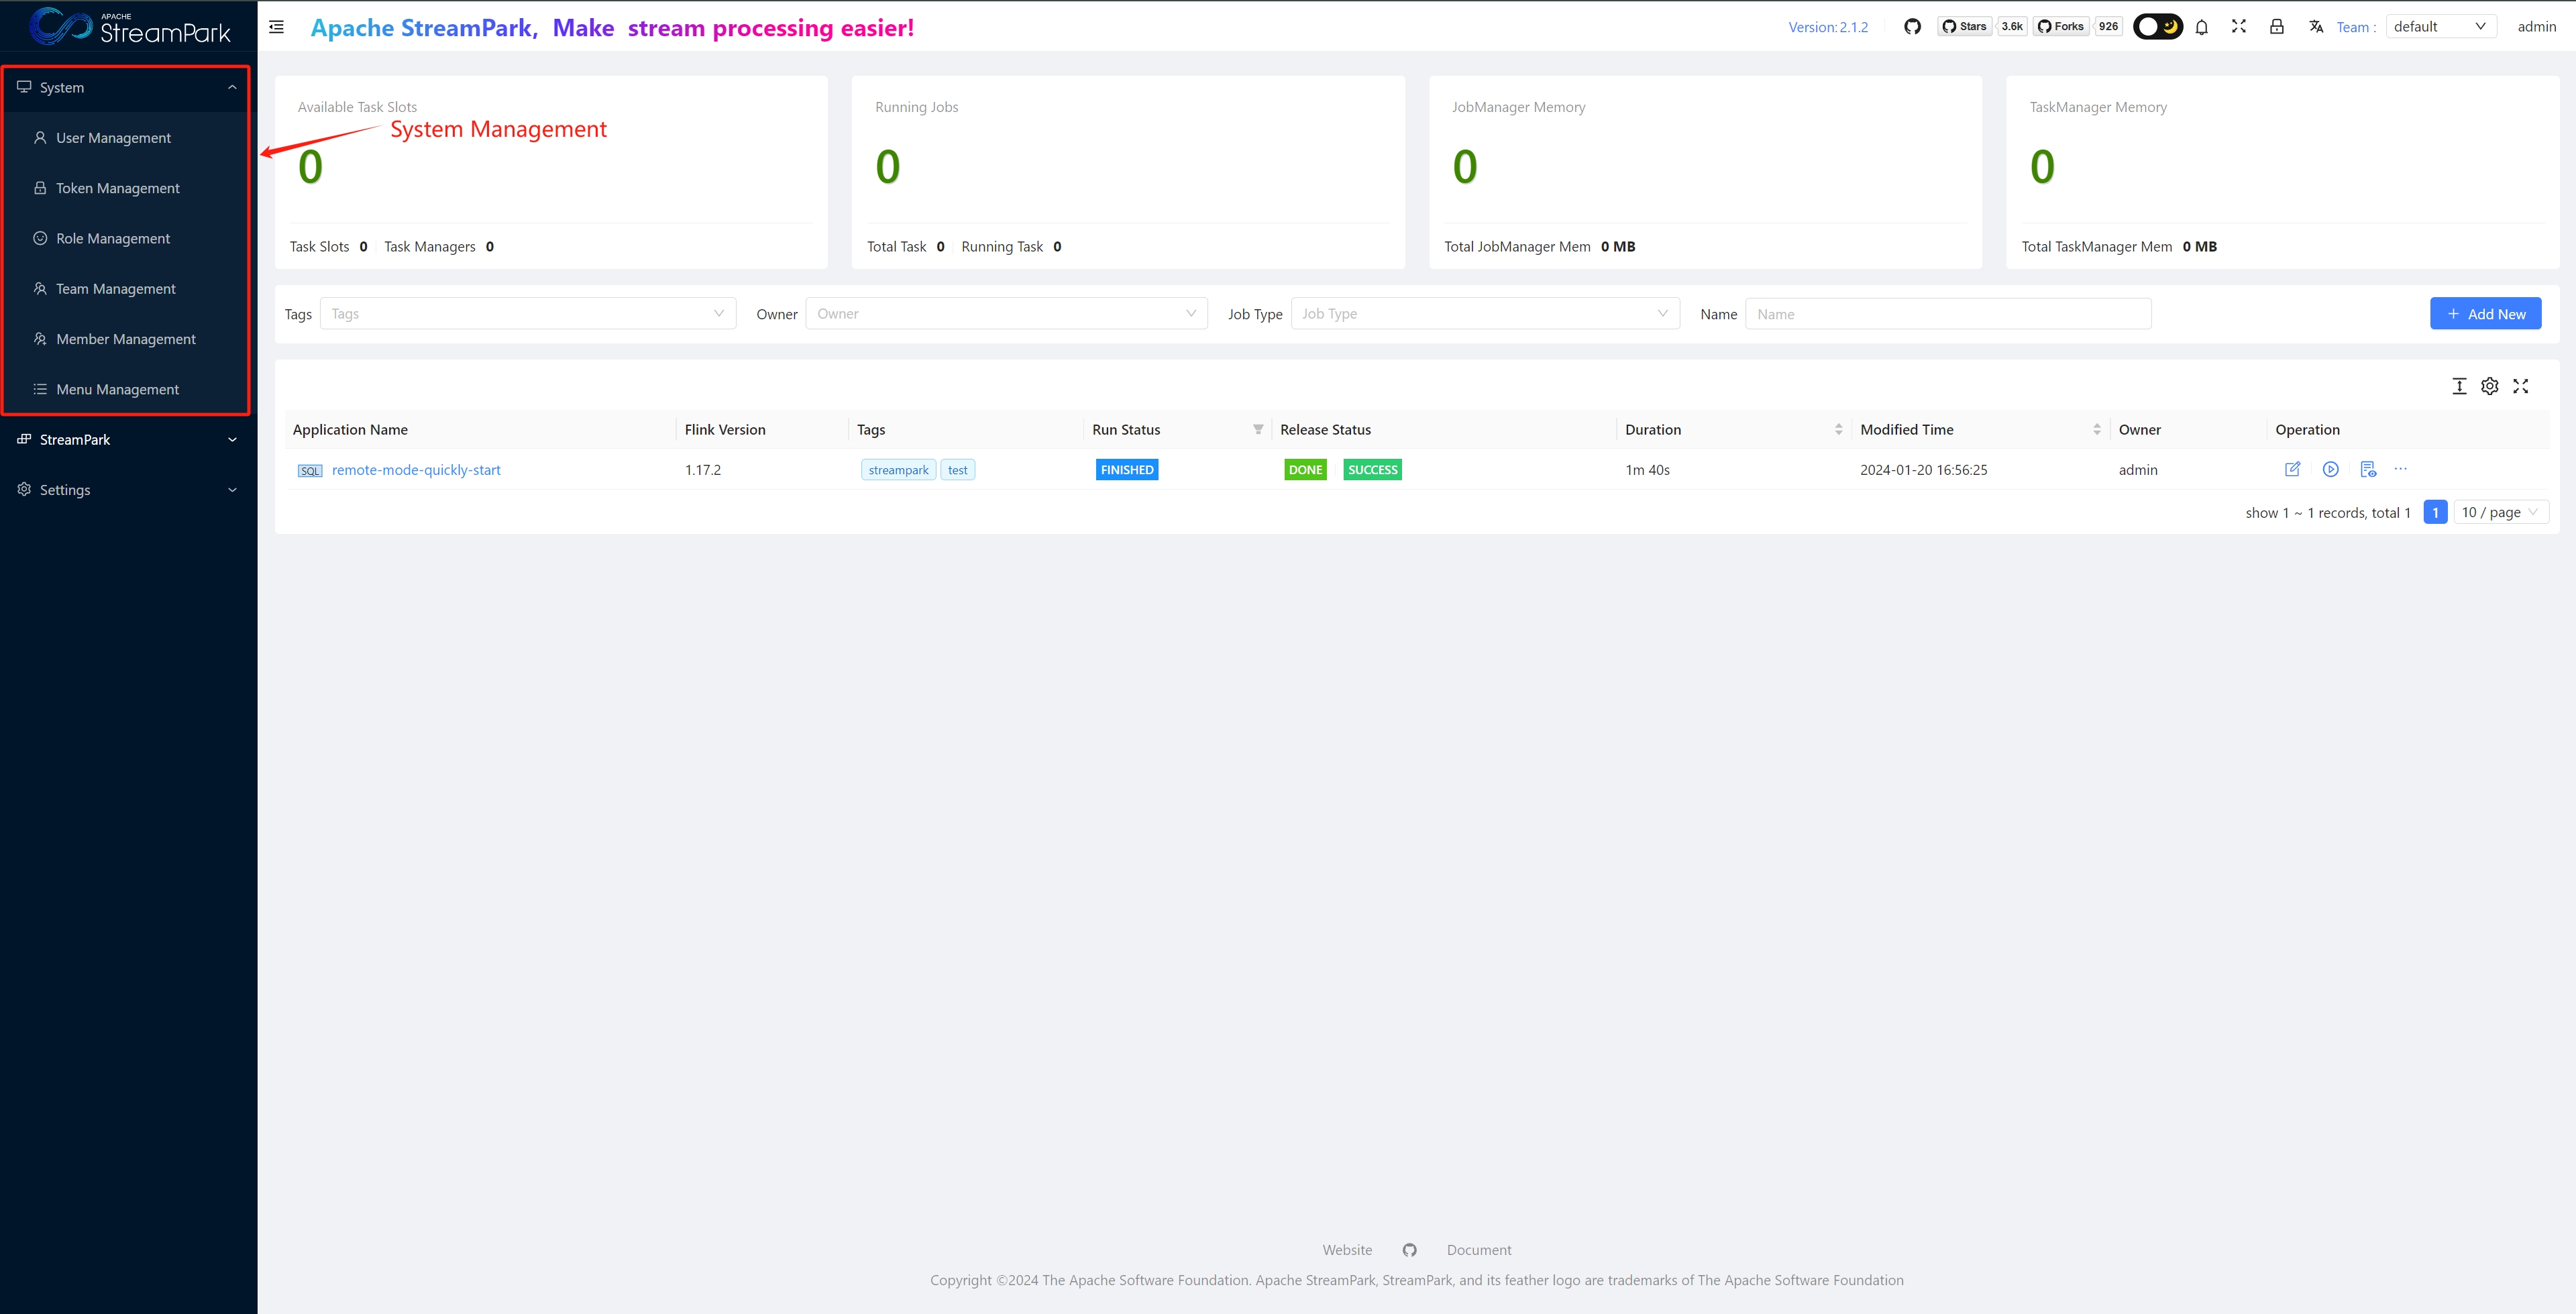 APACHE
StreamPark
Apache StreamPark, Make stream processing easier!
Version: 2.1.2
Stars
3.6k
Forks
926
Team :
default
admin
System
User Management
Token Management
Role Management
Team Management
Member Management
Menu Management
StreamPark
Settings
System Management
Available Task Slots
0
Task Slots 0 Task Managers 0
Running Jobs
0
Total Task 0 Running Task 0
JobManager Memory
0
Total JobManager Mem 0 MB
TaskManager Memory
0
Total TaskManager Mem 0 MB
Tags Tags Owner Owner Job Type Job Type Name Name + Add New
Application Name Flink Version Tags Run Status Release Status Duration Modified Time Owner Operation
SQL remote-mode-quickly-start 1.17.2 streampark test FINISHED DONE SUCCESS 1m 40s 2024-01-20 16:56:25 admin
show 1 ~ 1 records, total 1 1 10 / page
Website Document
Copyright ©2024 The Apache Software Foundation. Apache StreamPark, StreamPark, and its feather logo are trademarks of The Apache Software Foundation